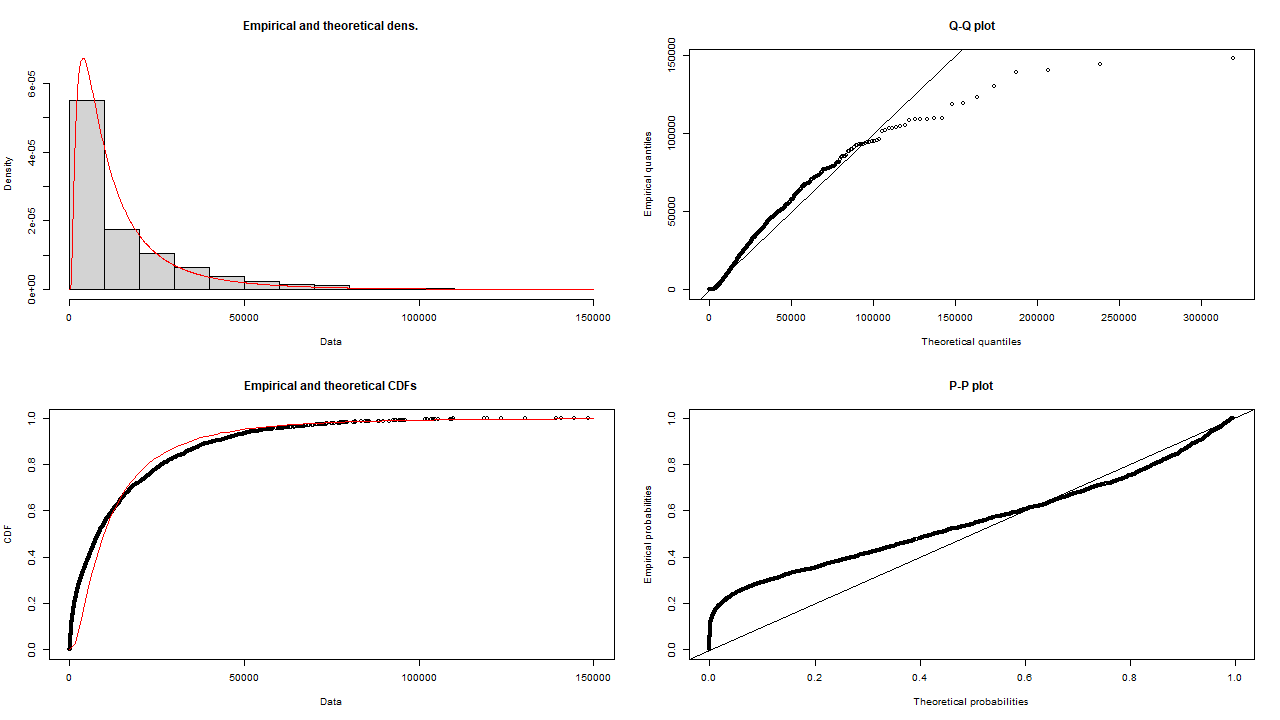 Empirical and theoretical dens.
Density
0e+00 2e-05 4e-05 6e-05
0 50000 100000 150000
Data
Q-Q plot
Empirical quantiles
0 50000 100000 150000
0 50000 100000 150000 200000 250000 300000
Theoretical quantiles
Empirical and theoretical CDFs
CDF
0.0 0.2 0.4 0.6 0.8 1.0
0 50000 100000 150000
Data
P-P plot
Empirical probabilities
0.0 0.2 0.4 0.6 0.8 1.0
0.0 0.2 0.4 0.6 0.8 1.0
Theoretical probabilities